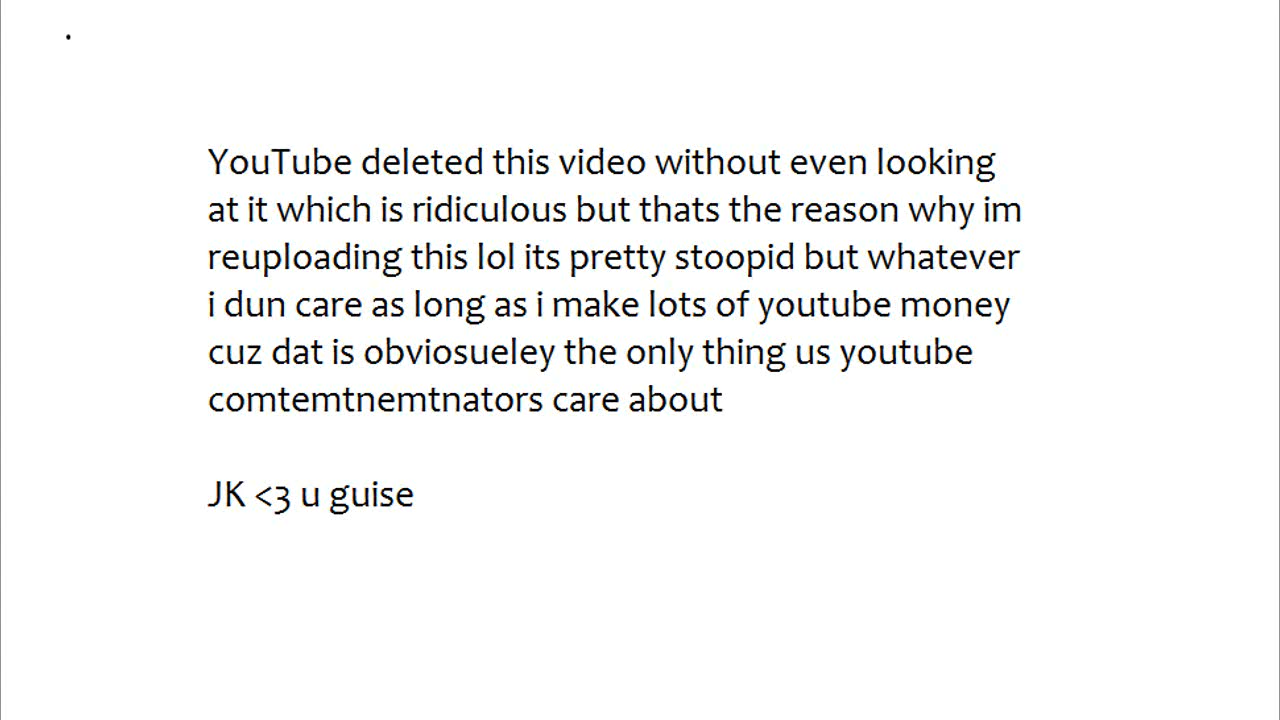 YouTube deleted this video without even looking
at it which is ridiculous but thats the reason why im
reuploading this lol its pretty stoopid but whatever
i dun care as long as i make lots of youtube money
cuz dat is obviosueley the only thing us youtube
comtemtnemtnators care about
JK <3 u guise